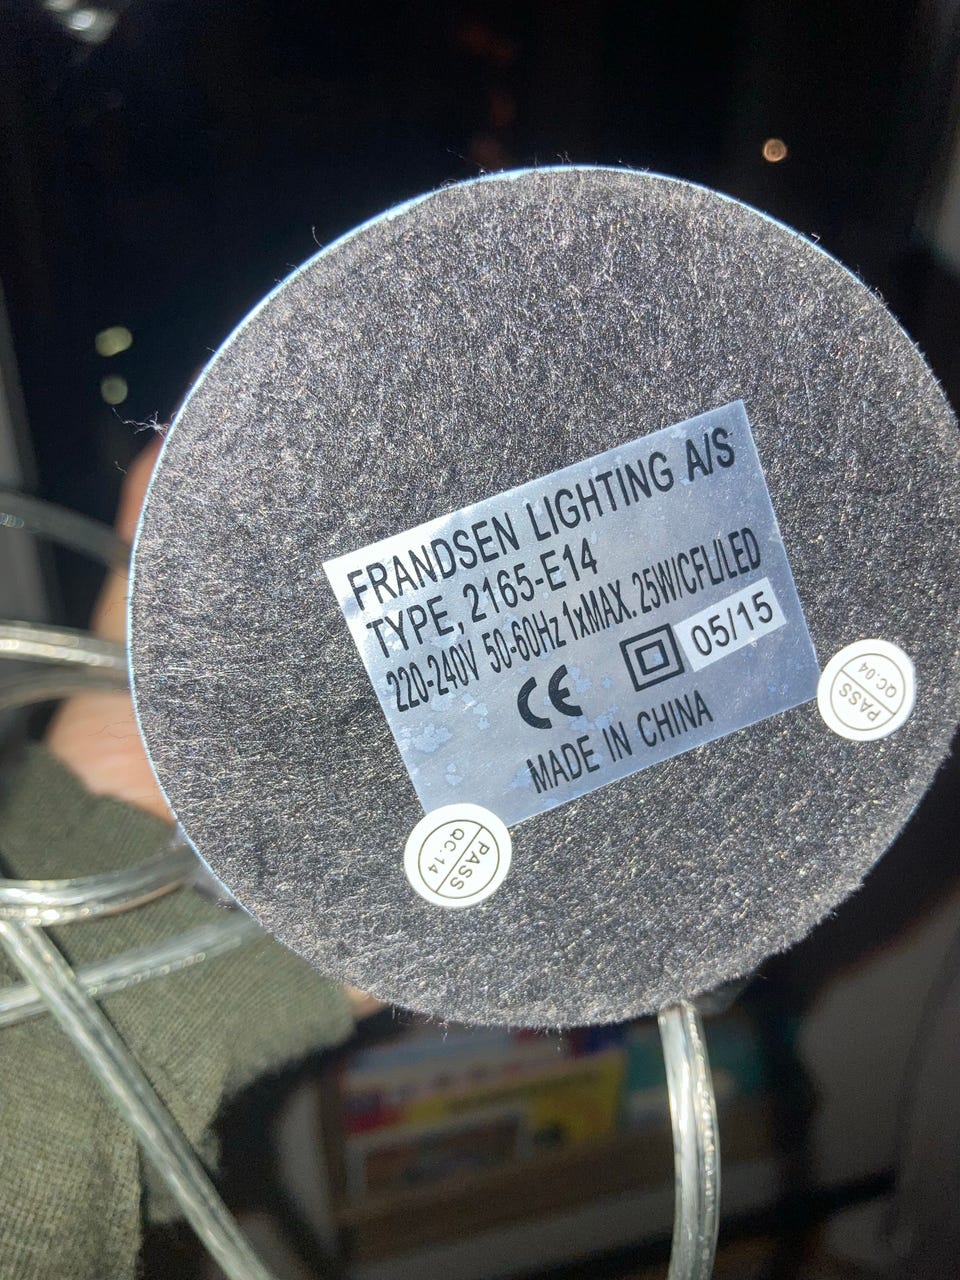 FRANDSEN LIGHTING A/S
TYPE, 2165-E14
220-240V 50-60Hz 1xMAX. 25W/CFL/LED
CE 05/15
MADE IN CHINA
PASS
QC.04
PASS
QC.14